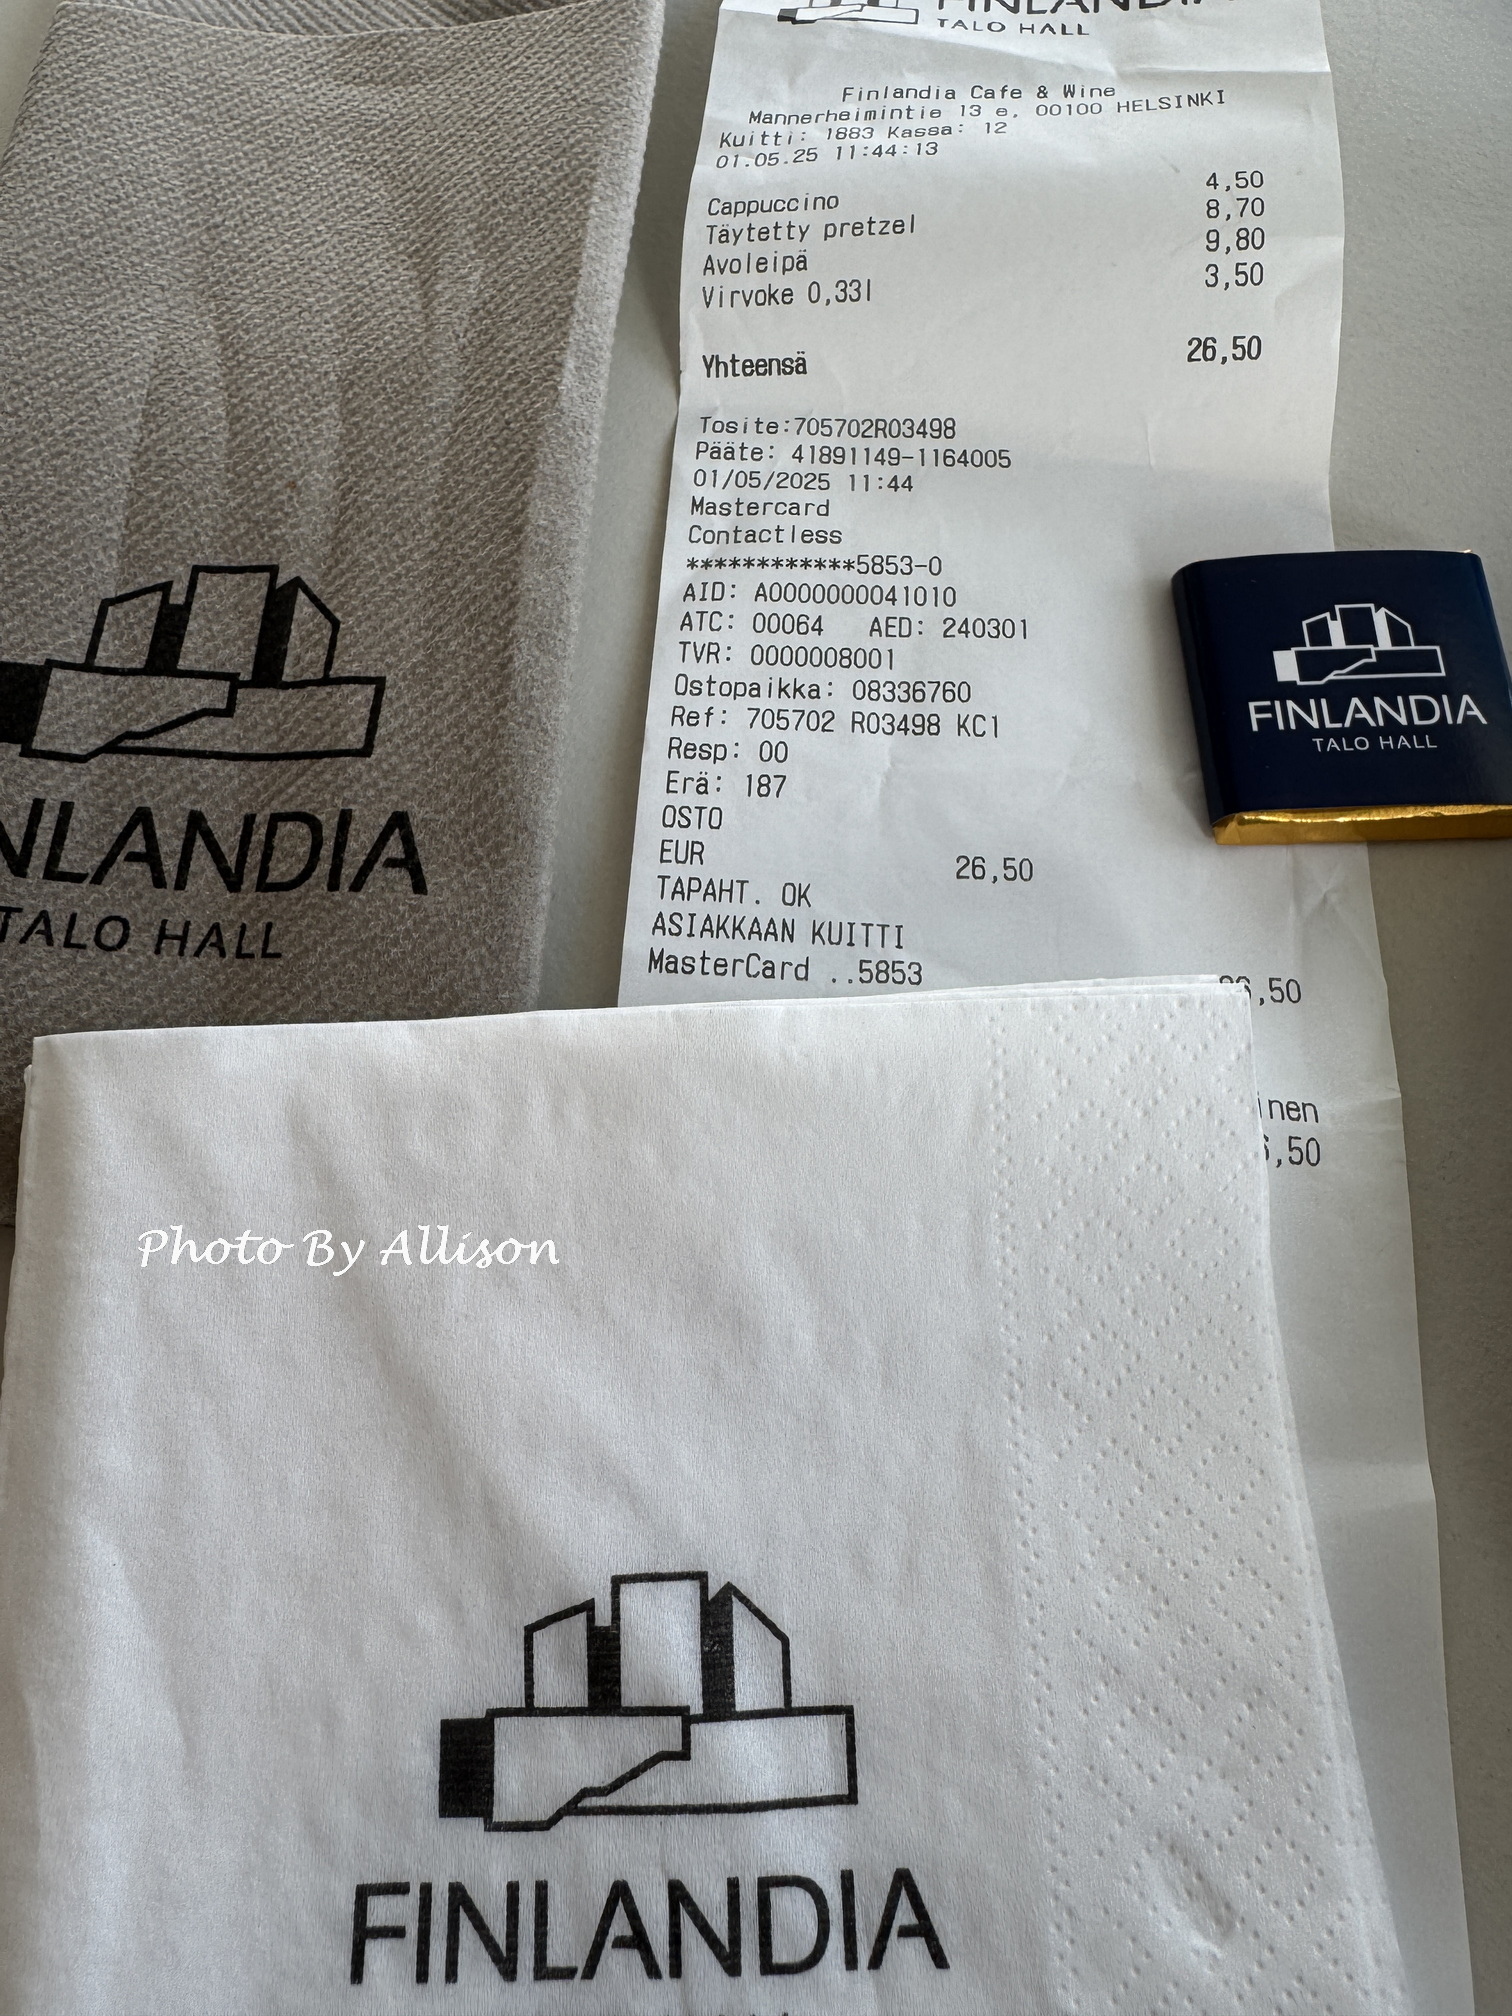 FINLANDIA
TALO HALL
Finlandia Cafe & Wine
Mannerheimintie 13 e, 00100 HELSINKI
Kuitti: 1883 Kassa: 12
01.05.25 11:44:13
Cappuccino 4,50
Täytetty pretzel 8,70
Avoleipä 9,80
Virvoke 0,33l 3,50
Yhteensä 26,50
Tosite:705702R03498
Pääte: 41891149-1164005
01/05/2025 11:44
Mastercard
Contactless
************5853-0
AID: A0000000041010
ATC: 00064 AED: 240301
TVR: 0000008001
Ostopaikka: 08336760
Ref: 705702 R03498 KC1
Resp: 00
Erä: 187
OSTO
EUR 26,50
TAPAHT. OK
ASIAKKAAN KUITTI
MasterCard ..5853 26,50
inen
,50
NLANDIA
TALO HALL
FINLANDIA
TALO HALL
Photo By Allison
FINLANDIA